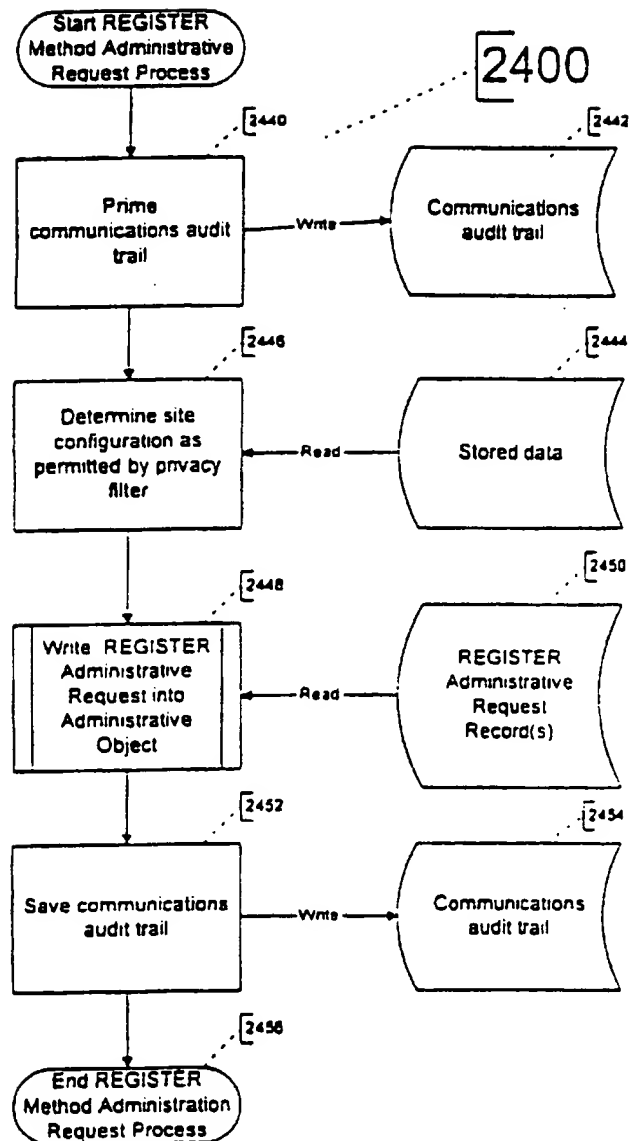 Start REGISTER
Method Administrative
Request Process
2400
2440
2442
Prime
communications audit
trail
Write
Communications
audit trail
2446
2444
Determine site
configuration as
permitted by privacy
filter
Read
Stored data
2448
2450
Write REGISTER
Administrative
Request into
Administrative
Object
Read
REGISTER
Administrative
Request
Record(s)
2452
2454
Save communications
audit trail
Write
Communications
audit trail
2456
End REGISTER
Method Administration
Request Process